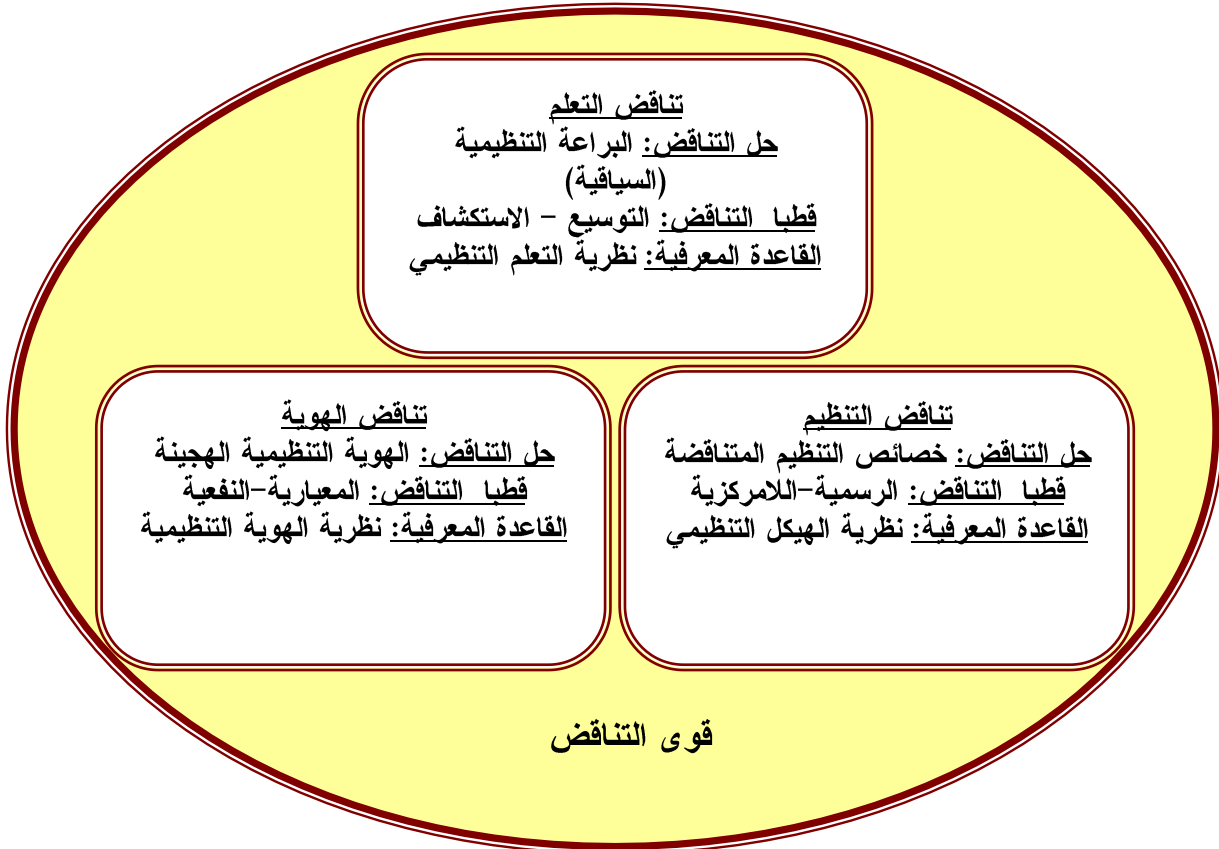 تناقض التعلم
حل التناقض: البراعة التنظيمية
(السياقية)
قطبا التناقض: التوسيع - الاستكشاف
القاعدة المعرفية: نظرية التعلم التنظيمي
تناقض التنظيم
حل التناقض: خصائص التنظيم المتناقضة
قطبا التناقض: الرسمية-اللامركزية
القاعدة المعرفية: نظرية الهيكل التنظيمي
تناقض الهوية
حل التناقض: الهوية التنظيمية الهجينة
قطبا التناقض: المعيارية-النفعية
القاعدة المعرفية: نظرية الهوية التنظيمية
قوى التناقض